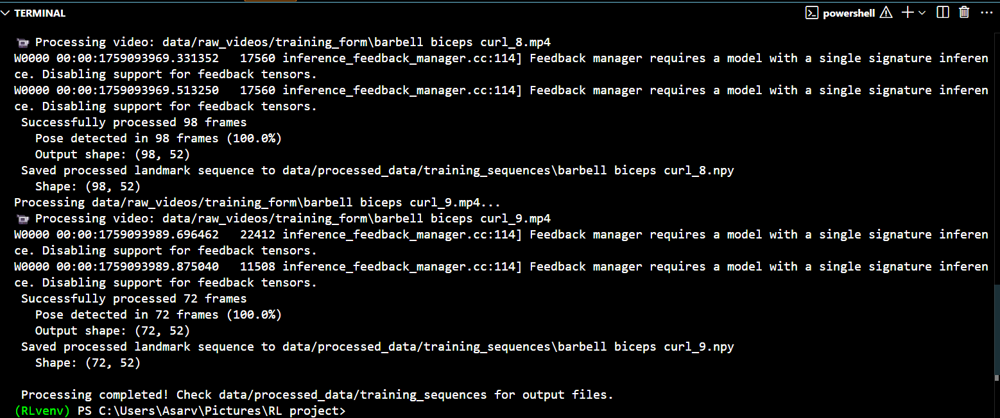 TERMINAL
powershell
Processing video: data/raw_videos/training_form\barbell biceps curl_8.mp4
W0000 00:00:1759093969.331352   17560 inference_feedback_manager.cc:114] Feedback manager requires a model with a single signature inferen
ce. Disabling support for feedback tensors.
W0000 00:00:1759093969.513250   17560 inference_feedback_manager.cc:114] Feedback manager requires a model with a single signature inferen
ce. Disabling support for feedback tensors.
Successfully processed 98 frames
Pose detected in 98 frames (100.0%)
Output shape: (98, 52)
Saved processed landmark sequence to data/processed_data/training_sequences\barbell biceps curl_8.npy
Shape: (98, 52)
Processing data/raw_videos/training_form\barbell biceps curl_9.mp4...
Processing video: data/raw_videos/training_form\barbell biceps curl_9.mp4
W0000 00:00:1759093989.696462   22412 inference_feedback_manager.cc:114] Feedback manager requires a model with a single signature inferen
ce. Disabling support for feedback tensors.
W0000 00:00:1759093989.875040   11508 inference_feedback_manager.cc:114] Feedback manager requires a model with a single signature inferen
ce. Disabling support for feedback tensors.
Successfully processed 72 frames
Pose detected in 72 frames (100.0%)
Output shape: (72, 52)
Saved processed landmark sequence to data/processed_data/training_sequences\barbell biceps curl_9.npy
Shape: (72, 52)
Processing completed! Check data/processed_data/training_sequences for output files.
(RLvenv) PS C:\Users\Asarv\Pictures\RL project>